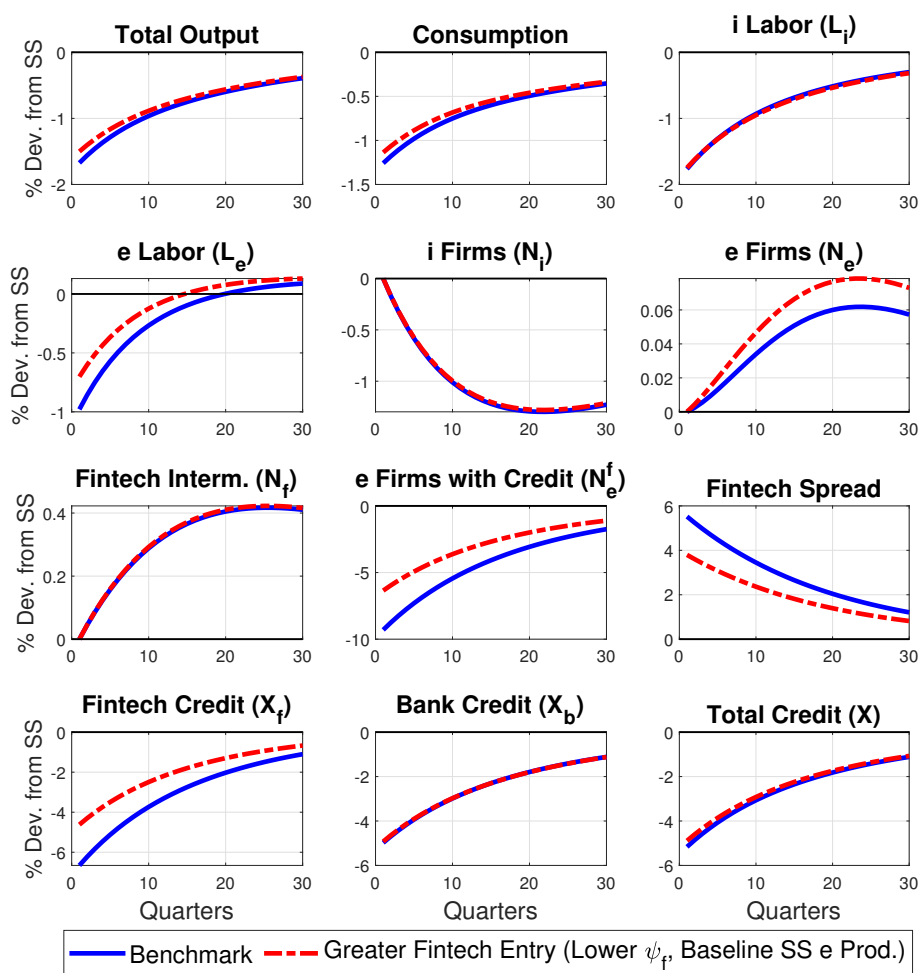 Total Output
Consumption
i Labor (Lᵢ)
% Dev. from SS
0
-1
-2
0 10 20 30
0
-0.5
-1
-1.5
0 10 20 30
0
-1
-2
0 10 20 30
e Labor (Lₑ)
i Firms (Nᵢ)
e Firms (Nₑ)
% Dev. from SS
0
-0.5
-1
0 10 20 30
0
-0.5
-1
0 10 20 30
0.06
0.04
0.02
0
0 10 20 30
Fintech Interm. (N_f)
e Firms with Credit (N_e^f)
Fintech Spread
% Dev. from SS
0.4
0.2
0
0 10 20 30
0
-5
-10
0 10 20 30
6
4
2
0
0 10 20 30
Fintech Credit (X_f)
Bank Credit (X_b)
Total Credit (X)
% Dev. from SS
0
-2
-4
-6
0 10 20 30
0
-2
-4
-6
0 10 20 30
0
-2
-4
-6
0 10 20 30
Quarters
Quarters
Quarters
Benchmark
Greater Fintech Entry (Lower ψ_f, Baseline SS e Prod.)